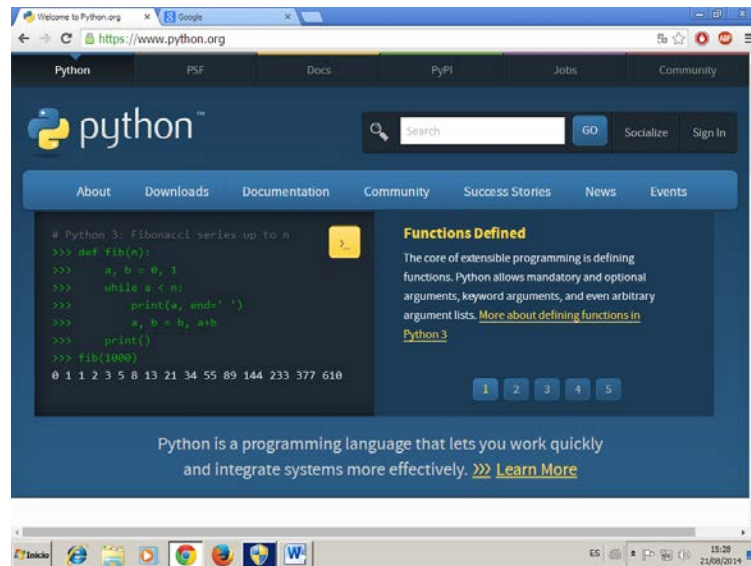 Welcome to Python.org
Google
https://www.python.org
Python PSF Docs PyPI Jobs Community
python™
Search GO Socialize Sign In
About Downloads Documentation Community Success Stories News Events
# Python 3: Fibonacci series up to n
>>> def fib(n):
>>>     a, b = 0, 1
>>>     while a < n:
>>>         print(a, end=' ')
>>>         a, b = b, a+b
>>>     print()
>>> fib(1000)
0 1 1 2 3 5 8 13 21 34 55 89 144 233 377 610
>_
Functions Defined
The core of extensible programming is defining
functions. Python allows mandatory and optional
arguments, keyword arguments, and even arbitrary
argument lists. More about defining functions in
Python 3
1 2 3 4 5
Python is a programming language that lets you work quickly
and integrate systems more effectively. >>> Learn More
Inicio
ES
15:28
21/08/2014